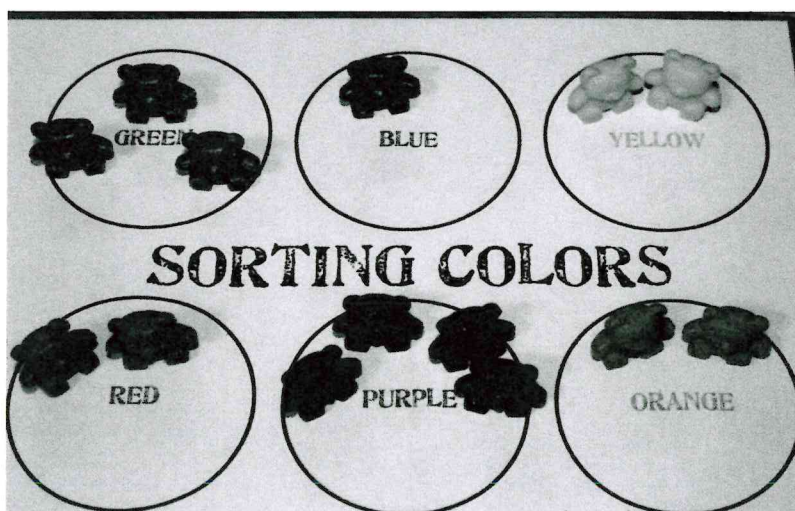 GREEN
BLUE
YELLOW
SORTING COLORS
RED
PURPLE
ORANGE